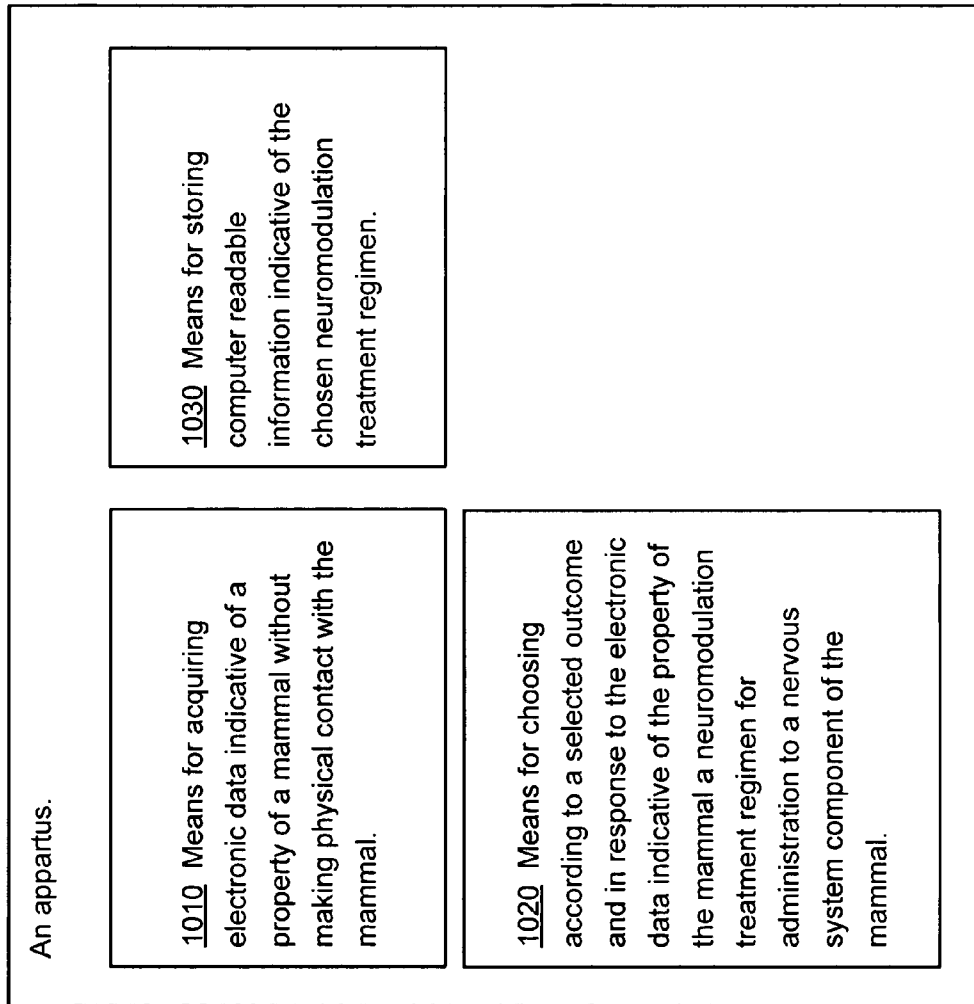 An appartus.
1010 Means for acquiring
electronic data indicative of a
property of a mammal without
making physical contact with the
mammal.
1020 Means for choosing
according to a selected outcome
and in response to the electronic
data indicative of the property of
the mammal a neuromodulation
treatment regimen for
administration to a nervous
system component of the
mammal.
1030 Means for storing
computer readable
information indicative of the
chosen neuromodulation
treatment regimen.